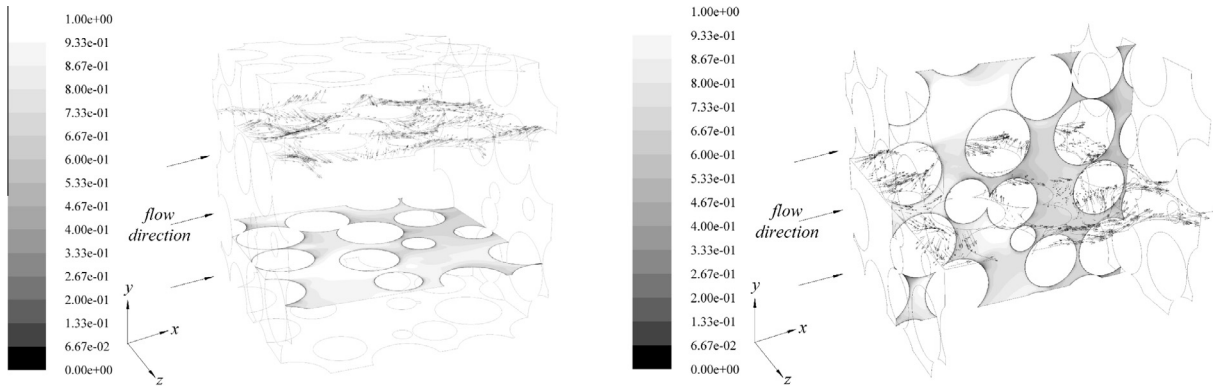 1.00e+00
9.33e-01
8.67e-01
8.00e-01
7.33e-01
6.67e-01
6.00e-01
5.33e-01
4.67e-01
4.00e-01
3.33e-01
2.67e-01
2.00e-01
1.33e-01
6.67e-02
0.00e+00
flow
direction
y
x
z
1.00e+00
9.33e-01
8.67e-01
8.00e-01
7.33e-01
6.67e-01
6.00e-01
5.33e-01
4.67e-01
4.00e-01
3.33e-01
2.67e-01
2.00e-01
1.33e-01
6.67e-02
0.00e+00
flow
direction
y
x
z